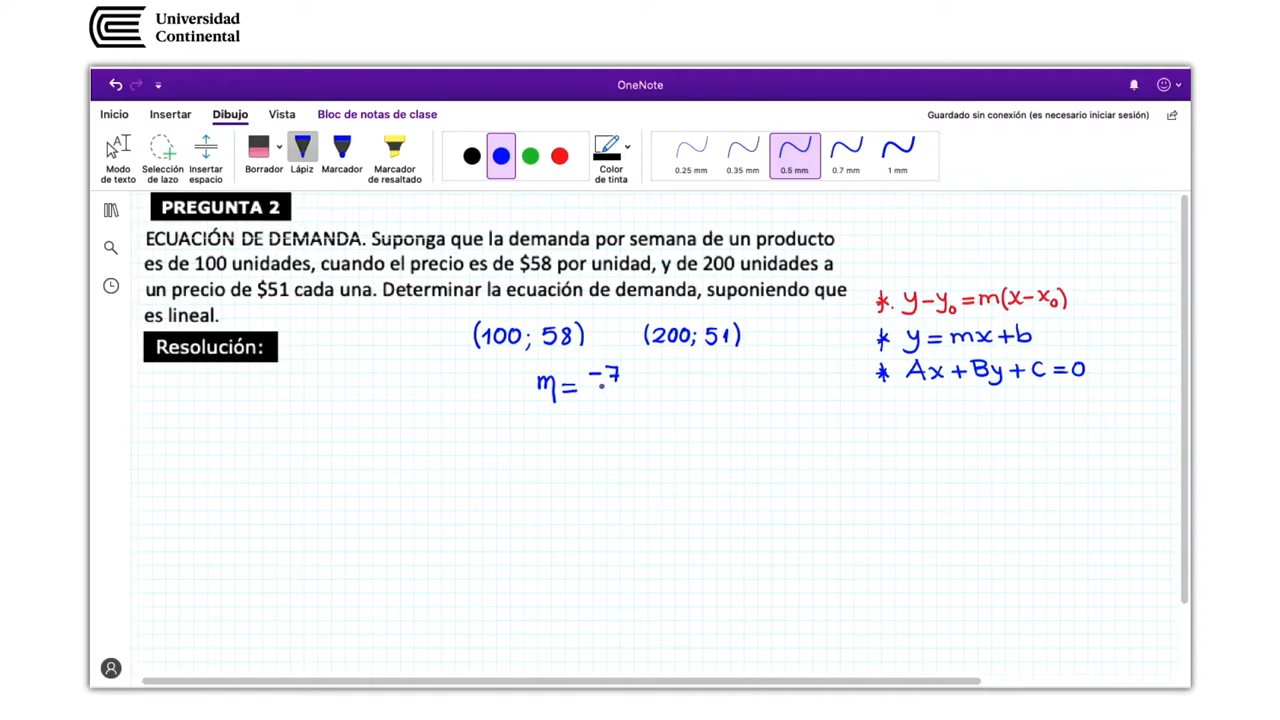 Universidad
Continental
OneNote
Inicio Insertar Dibujo Vista Bloc de notas de clase
Guardado sin conexión (es necesario iniciar sesión)
Modo de texto
Selección de lazo
Insertar espacio
Borrador
Lápiz
Marcador
Marcador de resaltado
Color de tinta
0.25 mm
0.35 mm
0.5 mm
0.7 mm
1 mm
PREGUNTA 2
ECUACIÓN DE DEMANDA. Suponga que la demanda por semana de un producto
es de 100 unidades, cuando el precio es de $58 por unidad, y de 200 unidades a
un precio de $51 cada una. Determinar la ecuación de demanda, suponiendo que
es lineal.
Resolución:
(100; 58) (200; 51)
m = -7
*. y-y₀ = m(x-x₀)
* y = mx+b
* Ax+By+C=0